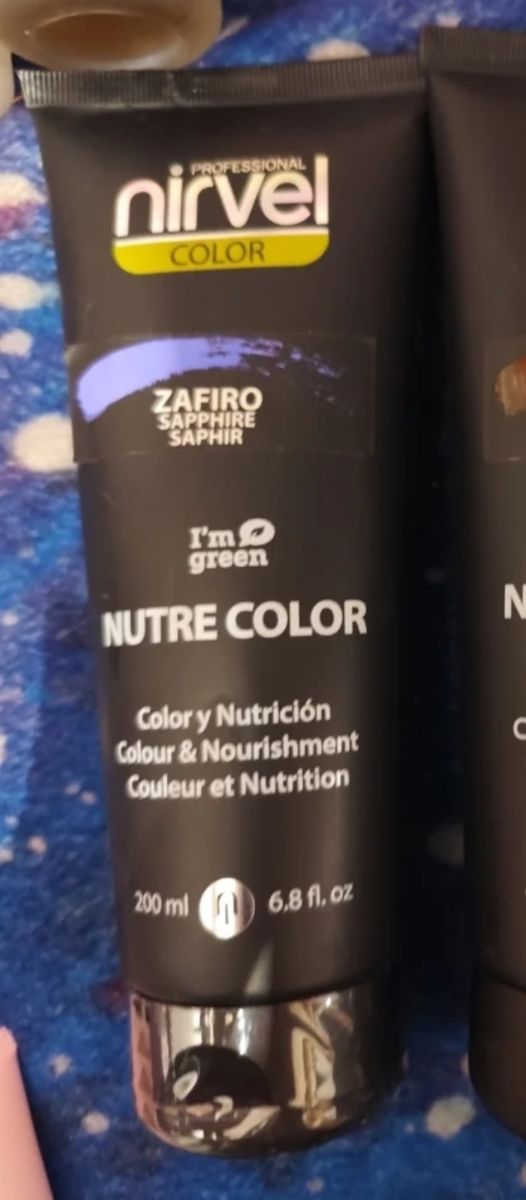 PROFESSIONAL
nirvel
COLOR
ZAFIRO
SAPPHIRE
SAPHIR
I'm
green
NUTRE COLOR
Color y Nutrición
Colour & Nourishment
Couleur et Nutrition
200 ml 6.8 fl. oz